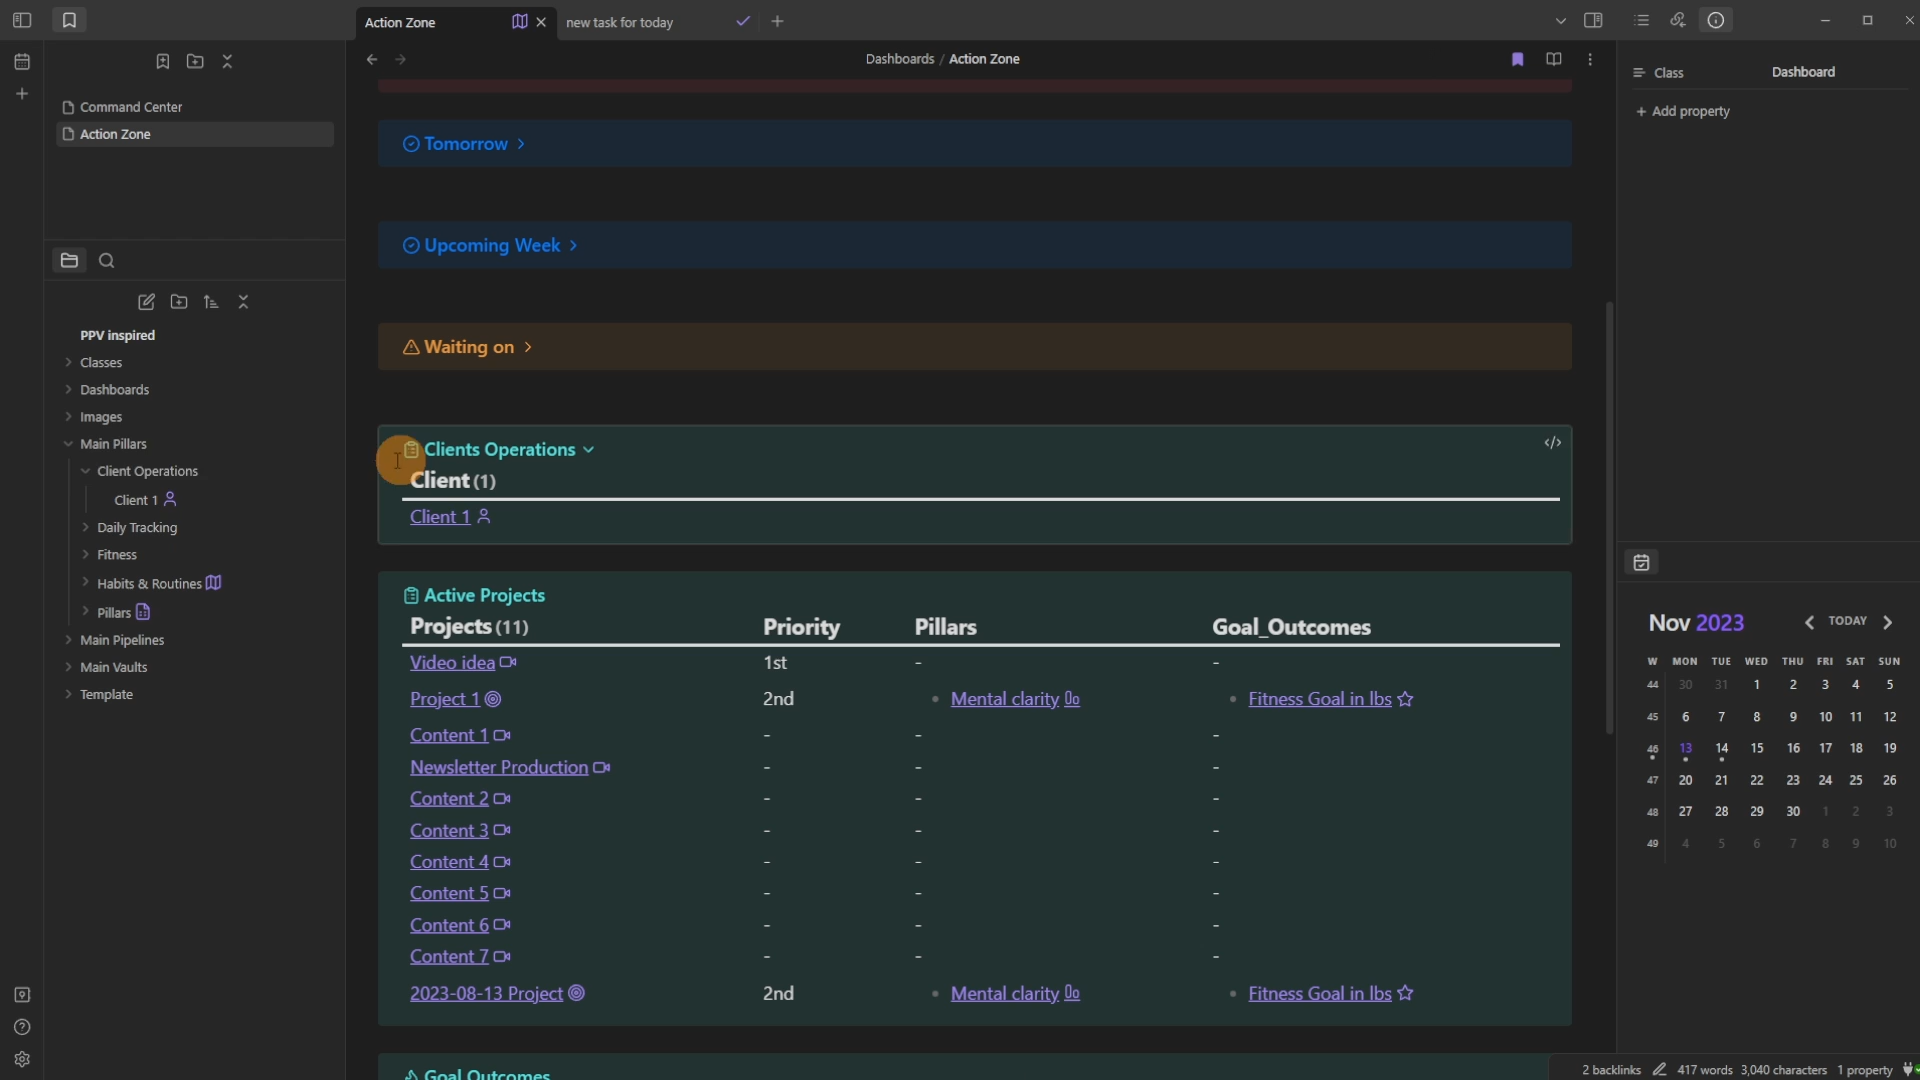 Action Zone
new task for today
Dashboards / Action Zone
Command Center
Action Zone
PPV inspired
Classes
Dashboards
Images
Main Pillars
Client Operations
Client 1
Daily Tracking
Fitness
Habits & Routines
Pillars
Main Pipelines
Main Vaults
Template
Tomorrow
Upcoming Week
Waiting on
Clients Operations
Client (1)
Client 1
Active Projects
Projects (11) Priority Pillars Goal_Outcomes
Video idea 1st - -
Project 1 2nd • Mental clarity • Fitness Goal in lbs
Content 1 - - -
Newsletter Production - - -
Content 2 - - -
Content 3 - - -
Content 4 - - -
Content 5 - - -
Content 6 - - -
Content 7 - - -
2023-08-13 Project 2nd • Mental clarity • Fitness Goal in lbs
Goal Outcomes
Class Dashboard
+ Add property
Nov 2023 TODAY
W MON TUE WED THU FRI SAT SUN
44 30 31 1 2 3 4 5
45 6 7 8 9 10 11 12
46 13 14 15 16 17 18 19
47 20 21 22 23 24 25 26
48 27 28 29 30 1 2 3
49 4 5 6 7 8 9 10
2 backlinks 417 words 3,040 characters 1 property